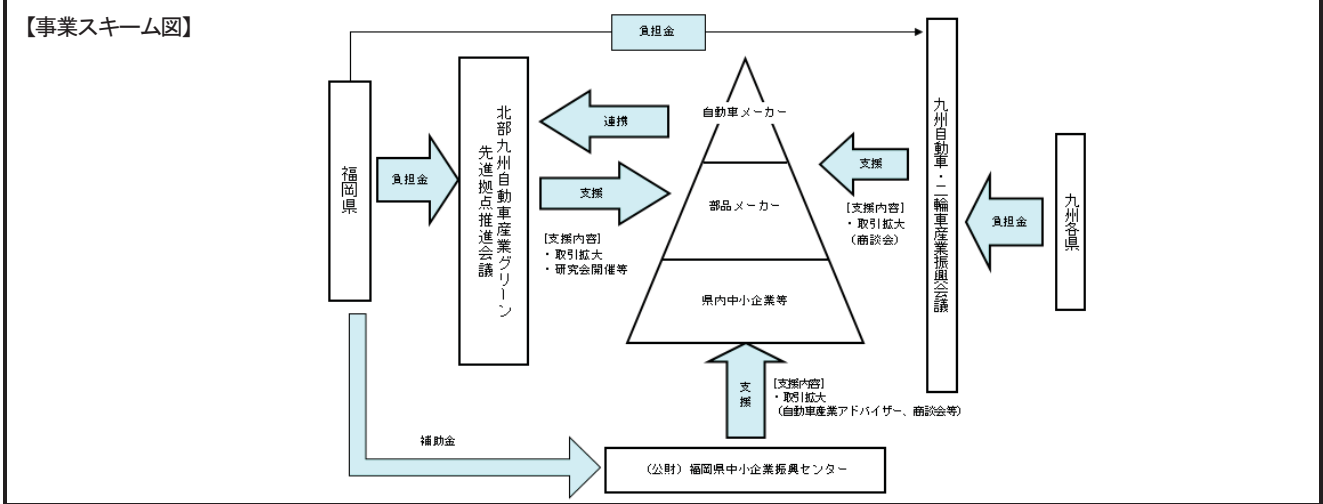 【事業スキーム図】
負担金
福岡県
負担金
北部九州自動車産業グリーン
先進拠点推進会議
連携
支援
[支援内容]
・取引拡大
・研究会開催等
自動車メーカー
部品メーカー
県内中小企業等
支援
[支援内容]
・取引拡大
(商談会)
九州自動車・二輪車産業振興会議
負担金
九州各県
支援
[支援内容]
・取引拡大
(自動車産業アドバイザー、商談会等)
補助金
(公財)福岡県中小企業振興センター